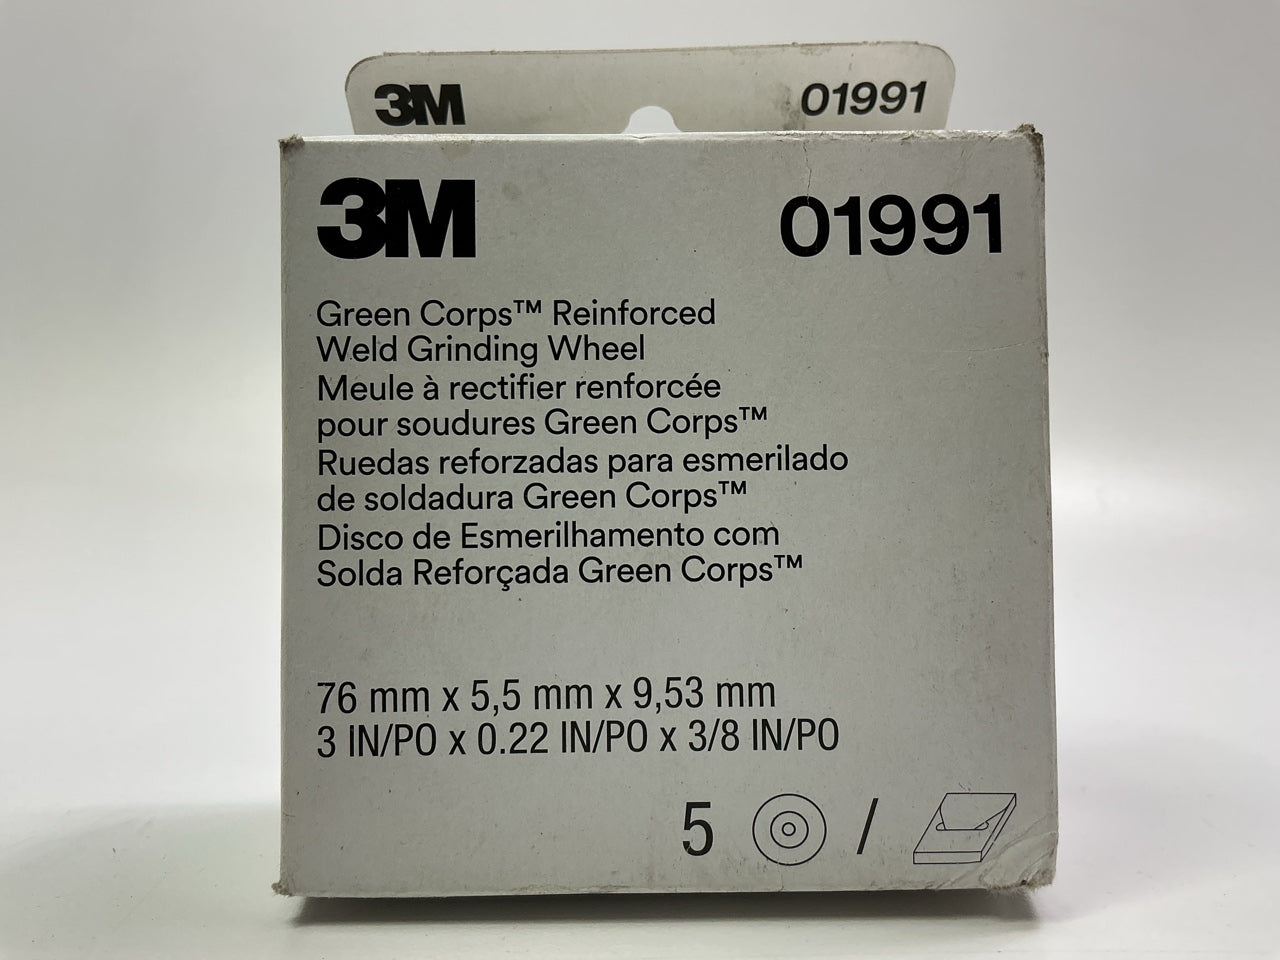 3M 01991
3M 01991
Green Corps™ Reinforced
Weld Grinding Wheel
Meule à rectifier renforcée
pour soudures Green Corps™
Ruedas reforzadas para esmerilado
de soldadura Green Corps™
Disco de Esmerilhamento com
Solda Reforçada Green Corps™
76 mm x 5,5 mm x 9,53 mm
3 IN/PO x 0.22 IN/PO x 3/8 IN/PO
5 /